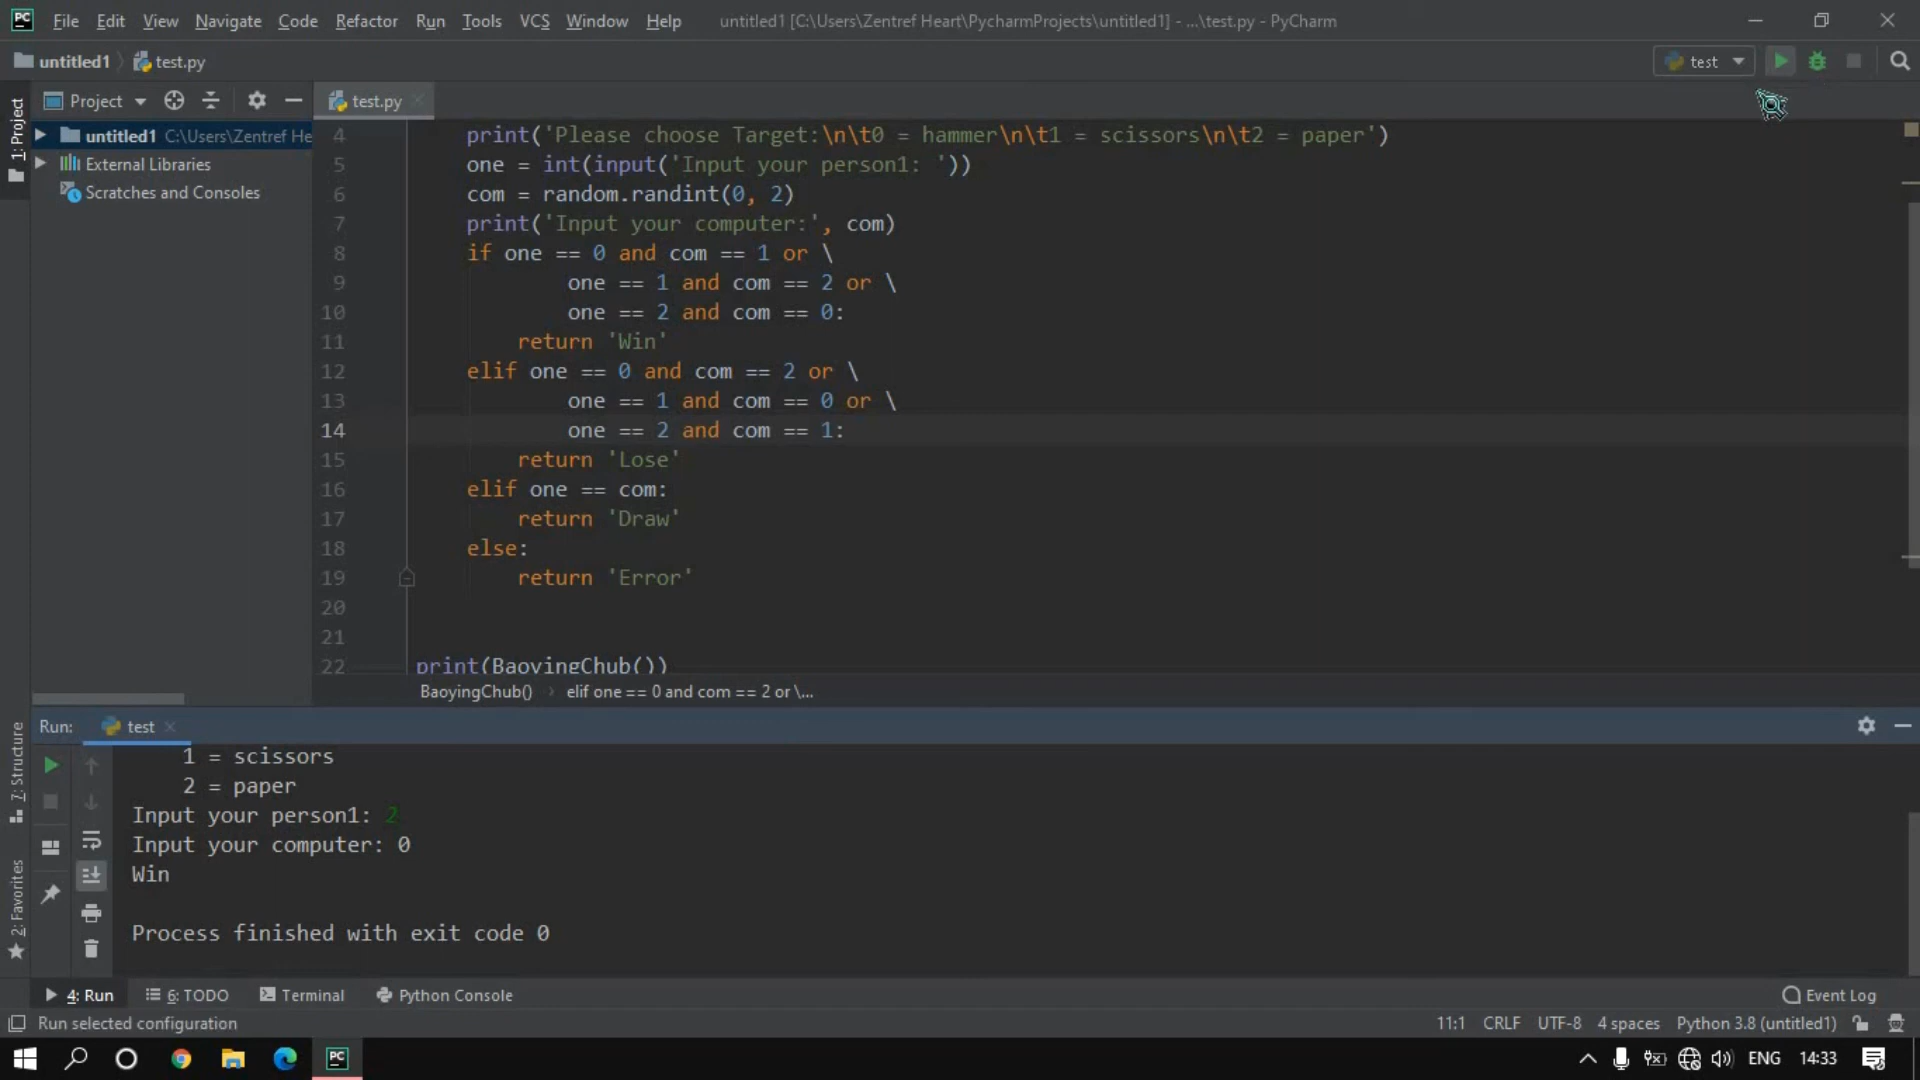 File Edit View Navigate Code Refactor Run Tools VCS Window Help untitled1 [C:\Users\Zentref Heart\PycharmProjects\untitled1] - ...\test.py - PyCharm
untitled1 test.py test
1: Project
Project test.py
untitled1 C:\Users\Zentref He
External Libraries
Scratches and Consoles
4 print('Please choose Target:\n\t0 = hammer\n\t1 = scissors\n\t2 = paper')
5 one = int(input('Input your person1: '))
6 com = random.randint(0, 2)
7 print('Input your computer:', com)
8 if one == 0 and com == 1 or \
9 one == 1 and com == 2 or \
10 one == 2 and com == 0:
11 return 'Win'
12 elif one == 0 and com == 2 or \
13 one == 1 and com == 0 or \
14 one == 2 and com == 1:
15 return 'Lose'
16 elif one == com:
17 return 'Draw'
18 else:
19 return 'Error'
20
21
22 print(BaoyingChub())
BaoyingChub() › elif one == 0 and com == 2 or \...
Run: test
7: Structure
2: Favorites
1 = scissors
2 = paper
Input your person1: 2
Input your computer: 0
Win
Process finished with exit code 0
4: Run 6: TODO Terminal Python Console Event Log
Run selected configuration 11:1 CRLF UTF-8 4 spaces Python 3.8 (untitled1)
PC ENG 14:33